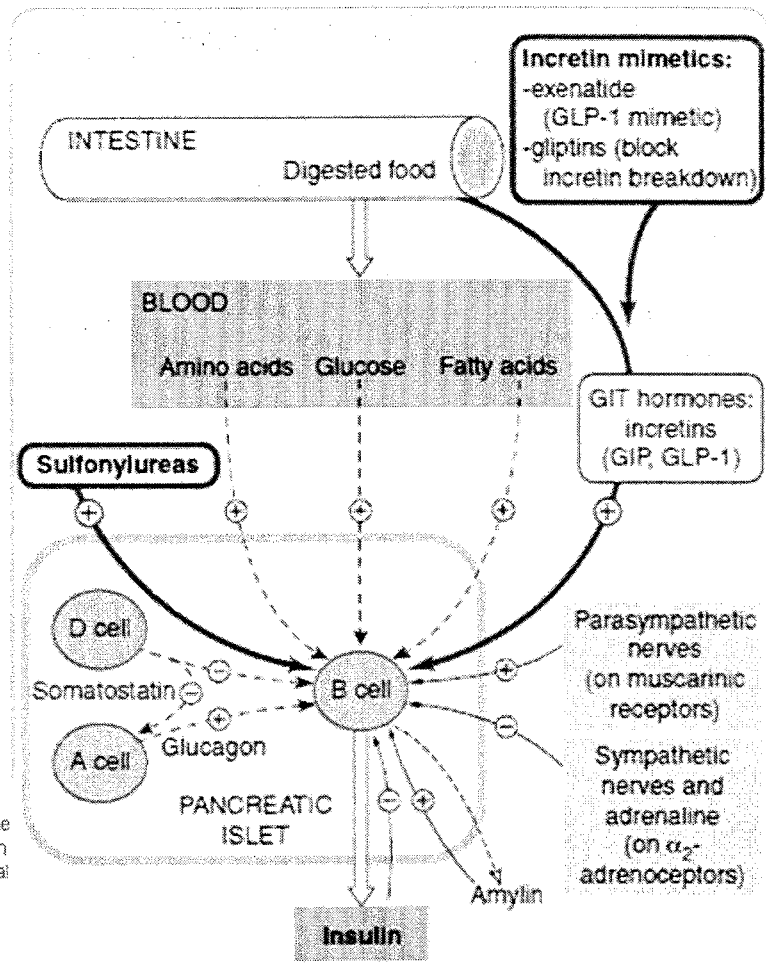 Incretin mimetics:
-exenatide
(GLP-1 mimetic)
-gliptins (block
incretin breakdown)
INTESTINE
Digested food
BLOOD
Amino acids Glucose Fatty acids
GIT hormones:
incretins
(GIP, GLP-1)
Sulfonylureas
+
+
+
+
+
D cell
Somatostatin
−
−
A cell
+
Glucagon
B cell
PANCREATIC
ISLET
+
−
Parasympathetic
nerves
(on muscarinic
receptors)
Sympathetic
nerves and
adrenaline
(on α₂-
adrenoceptors)
−
+
Amylin
Insulin